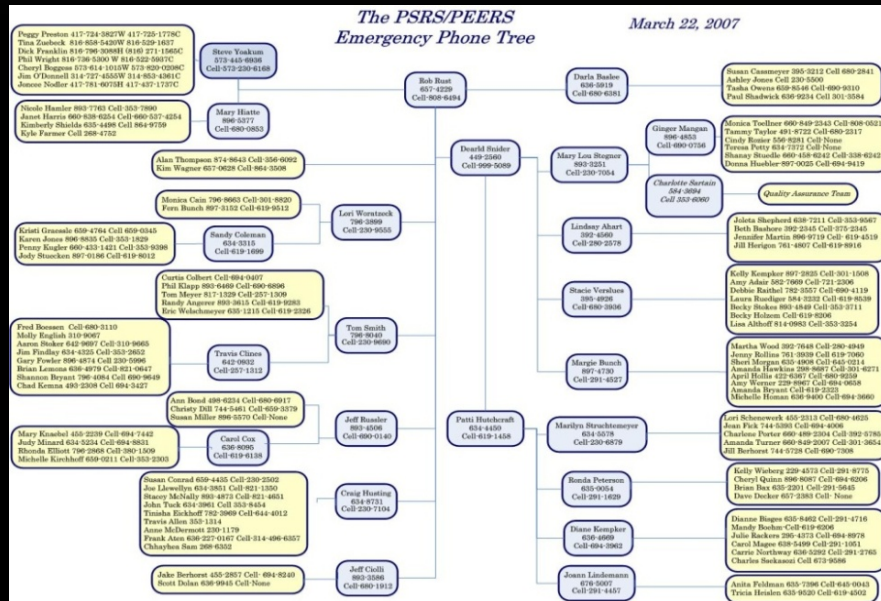 The PSRS/PEERS
Emergency Phone Tree
March 22, 2007
Peggy Preston 417-724-3827W 417-725-1778C
Tina Zuebeck 816-858-5420W 816-529-1637
Dick Franklin 816-796-3088H (816) 271-1565C
Phil Wright 816-736-5300 W 816-522-5937C
Cheryl Boggess 573-614-1015W 573-820-0208C
Jim O'Donnell 314-727-4555W 314-853-4361C
Joncee Nodler 417-781-6075H 417-437-1737C
Steve Yoakum
573-445-6936
Cell-573-230-6168
Nicole Hamler 893-7763 Cell-353-7890
Janet Harris 660-838-6254 Cell-660-537-4254
Kimberly Shields 635-4498 Cell 864-9759
Kyle Farmer Cell 268-4752
Mary Hiatte
896-5377
Cell-680-0853
Rob Rust
657-4229
Cell-808-6494
Darla Baslee
636-5919
Cell-680-6381
Susan Cassmeyer 395-3212 Cell 680-2841
Ashley Jones Cell 230-5500
Tasha Owens 659-8546 Cell-690-9310
Paul Shadwick 636-9234 Cell 301-3584
Alan Thompson 874-8643 Cell-356-6092
Kim Wagner 657-0628 Cell-864-3508
Dearld Snider
449-2560
Cell-999-5089
Mary Lou Stegner
893-3251
Cell-230-7054
Ginger Mangan
896-4853
Cell-690-0756
Monica Toellner 660-849-2343 Cell-808-0521
Tammy Taylor 491-8722 Cell-680-2317
Cindy Rozier 556-8281 Cell-None
Teresa Petty 634-7372 Cell-None
Shanay Stuedle 660-458-6242 Cell-338-6242
Donna Huebler-897-0025 Cell-694-9419
Charlotte Sartain
584-3694
Cell 353-6080
Quality Assurance Team
Monica Cain 796-8663 Cell-301-8820
Fern Bunch 897-3152 Cell-619-9512
Lori Woratzeck
796-3899
Cell-230-9555
Kristi Graessle 659-4764 Cell 659-0345
Karen Jones 896-8835 Cell-353-1829
Penny Kugler 660-433-1421 Cell-353-9398
Jody Stuecken 897-0186 Cell-619-8012
Sandy Coleman
634-3315
Cell-619-1699
Lindsay Ahart
392-4560
Cell-280-2578
Joleta Shepherd 638-7211 Cell-353-9567
Beth Bashore 392-2345 Cell-375-2345
Jennifer Martin 896-9719 Cell- 619-4519
Jill Herigon 761-4807 Cell-619-8916
Curtis Colbert Cell-694-0407
Phil Klapp 893-6469 Cell-690-6896
Tom Meyer 817-1329 Cell-257-1309
Randy Angerer 893-3615 Cell-619-9283
Eric Wolschmeyer 635-1215 Cell-619-2326
Tom Smith
796-8040
Cell-230-9690
Stacie Verslues
395-4926
Cell-680-3711
Kelly Kempker 897-2825 Cell-301-1508
Amy Adair 582-7669 Cell-721-2306
Debbie Raithel 782-3557 Cell-690-4119
Laura Ruediger 584-3232 Cell-619-8539
Becky Stokes 893-4849 Cell-353-3936
Becky Holzem Cell-619-8206
Lisa Althoff 814-0983 Cell-353-3254
Fred Boessen Cell-680-3110
Molly English 310-9067
Aaron Stoker 642-9697 Cell-310-9665
Jim Findlay 634-4325 Cell-353-2652
Gary Fowler 896-4874 Cell 230-5996
Brian Lemons 636-4979 Cell-821-0647
Shannon Bryant 796-4084 Cell 690-9649
Chad Kemna 493-2308 Cell 694-3427
Travis Clines
642-0932
Cell-257-1312
Margie Bunch
897-4730
Cell-291-4527
Martha Wood 392-7648 Cell-280-4949
Jenny Rollins 761-3939 Cell 619-7060
Sheri Morgan 635-4908 Cell-645-0214
Amanda Hawkins 298-8687 Cell-301-6271
April Hollis 422-6367 Cell-680-9259
Amy Werner 229-8967 Cell-694-0658
Amanda Bryant Cell-619-2323
Michelle Homan 636-9400 Cell-694-3660
Ann Bond 498-6234 Cell-680-6917
Christy Dill 744-5461 Cell-659-3379
Susan Miller 896-5570 Cell-None
Jeff Russler
893-4506
Cell-690-0140
Mary Knaebel 455-2239 Cell-694-7442
Judy Minard 634-5234 Cell-694-8831
Rhonda Elliott 796-2868 Cell-380-1509
Michelle Kirchhoff 659-0211 Cell-353-2303
Carol Cox
636-8095
Cell-619-6138
Patti Hutchcraft
634-4450
Cell-619-1458
Marilyn Struchtemeyer
634-5578
Cell-230-6879
Lori Schenewerk 455-2313 Cell-680-4625
Jean Fick 744-5393 Cell-694-4006
Charlene Porter 660-489-2304 Cell-392-5785
Amanda Turner 660-849-2007 Cell-301-3654
Jill Berhorst 744-5728 Cell-690-7308
Susan Conrad 659-4435 Cell-230-2502
Joe Llewellyn 634-3851 Cell-821-1350
Stacey McNally 893-4873 Cell-821-4651
John Tuck 634-3961 Cell 353-8454
Tinisha Eickhoff 782-3969 Cell-644-4012
Travis Allen 353-1314
Anne McDermott 230-1179
Frank Aten 636-227-0167 Cell-314-496-6357
Chhayhen Sam 268-6352
Craig Husting
634-8731
Cell-230-7104
Ronda Peterson
635-0054
Cell-291-1629
Kelly Wieberg 229-4573 Cell-291-8775
Cheryl Quinn 896-8087 Cell-694-6206
Brian Bax 635-2201 Cell-291-5645
Dave Decker 657-2383 Cell- None
Diane Kempker
636-4669
Cell-694-3962
Dianne Bisges 635-8462 Cell-291-4716
Mandy Boehm-Cell-619-6206
Julie Rackers 295-4373 Cell-694-8978
Carol Magee 638-5499 Cell-291-1051
Carrie Northway 636-5292 Cell-291-2765
Charles Sackasozi Cell 673-9586
Jake Berhorst 455-2857 Cell- 694-8240
Scott Dolan 636-9945 Cell-None
Jeff Ciolli
893-3586
Cell-680-1912
Joann Lindemann
676-5007
Cell-291-4457
Anita Feldman 635-7396 Cell-645-0043
Tricia Heislen 635-9520 Cell-619-4502